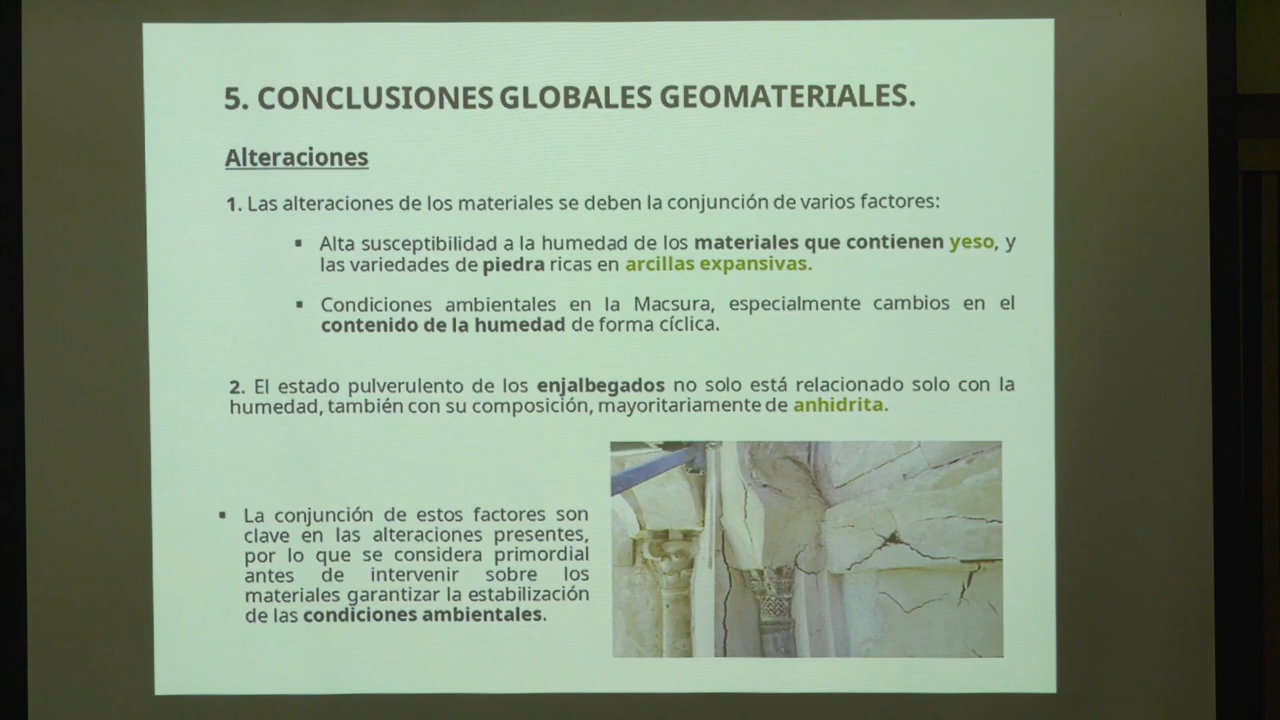 5. CONCLUSIONES GLOBALES GEOMATERIALES.
Alteraciones
1. Las alteraciones de los materiales se deben la conjunción de varios factores:
▪ Alta susceptibilidad a la humedad de los materiales que contienen yeso, y
las variedades de piedra ricas en arcillas expansivas.
▪ Condiciones ambientales en la Macsura, especialmente cambios en el
contenido de la humedad de forma cíclica.
2. El estado pulverulento de los enjalbegados no solo está relacionado solo con la
humedad, también con su composición, mayoritariamente de anhidrita.
▪ La conjunción de estos factores son
clave en las alteraciones presentes,
por lo que se considera primordial
antes de intervenir sobre los
materiales garantizar la estabilización
de las condiciones ambientales.